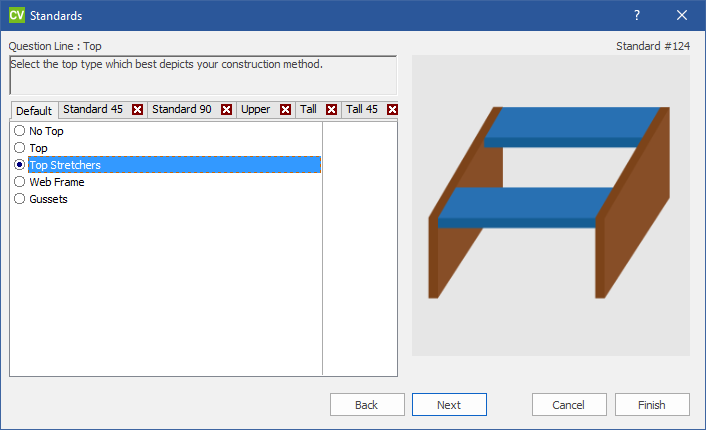 CV Standards ?
Question Line : Top
Standard #124
Select the top type which best depicts your construction method.
Default Standard 45 Standard 90 Upper Tall Tall 45
No Top
Top
Top Stretchers
Web Frame
Gussets
Back Next Cancel Finish